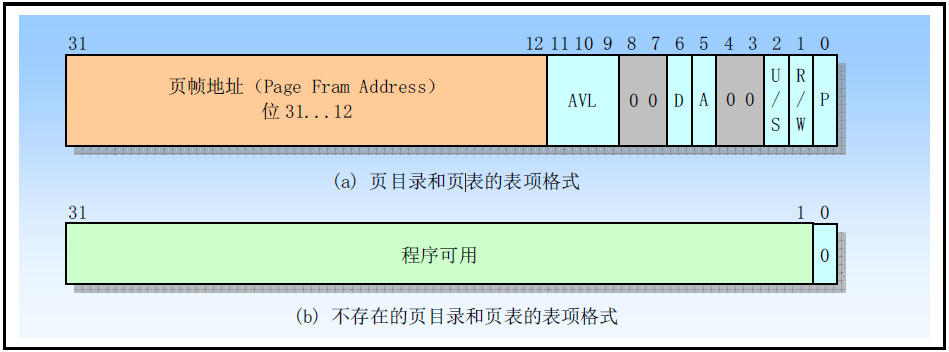 31 12 11 10 9 8 7 6 5 4 3 2 1 0
页帧地址（Page Fram Address）
位 31...12
AVL
0 0
D
A
0 0
U
/
S
R
/
W
P
(a) 页目录和页表的表项格式
31 1 0
程序可用
0
(b) 不存在的页目录和页表的表项格式